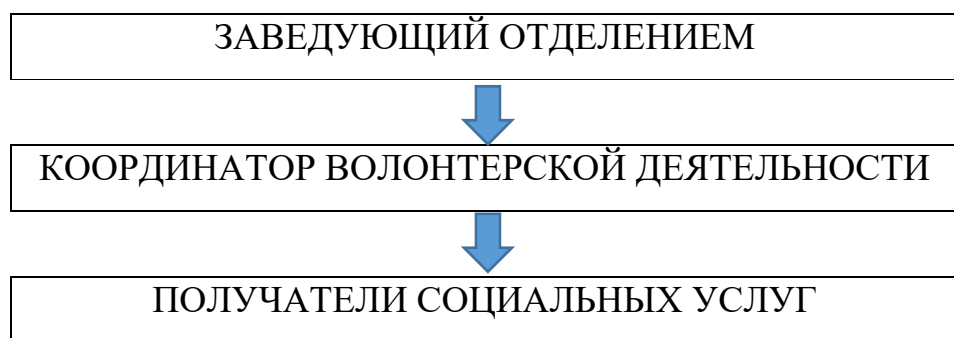 ЗАВЕДУЮЩИЙ ОТДЕЛЕНИЕМ
КООРДИНАТОР ВОЛОНТЕРСКОЙ ДЕЯТЕЛЬНОСТИ
ПОЛУЧАТЕЛИ СОЦИАЛЬНЫХ УСЛУГ